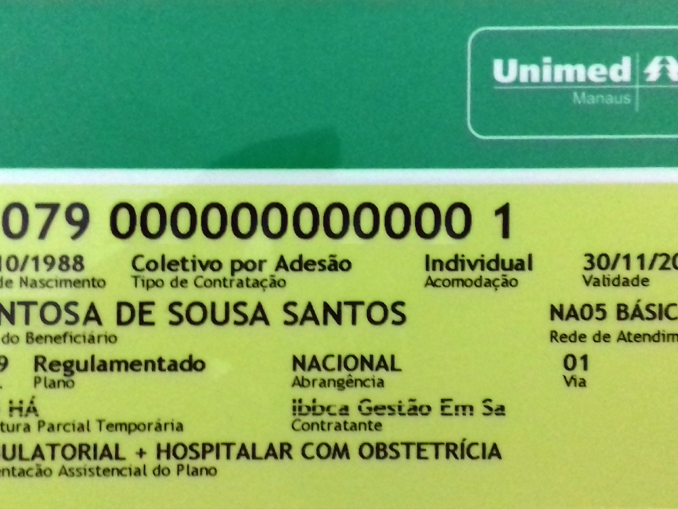 Unimed
Manaus
079 000000000000 1
10/1988 Coletivo por Adesão Individual 30/11/20
de Nascimento Tipo de Contratação Acomodação Validade
NTOSA DE SOUSA SANTOS NA05 BÁSIC
do Beneficiário Rede de Atendim
9 Regulamentado NACIONAL 01
Plano Abrangência Via
HÁ Ibbca Gestão Em Sa
tura Parcial Temporária Contratante
ULATORIAL + HOSPITALAR COM OBSTETRÍCIA
entação Assistencial do Plano